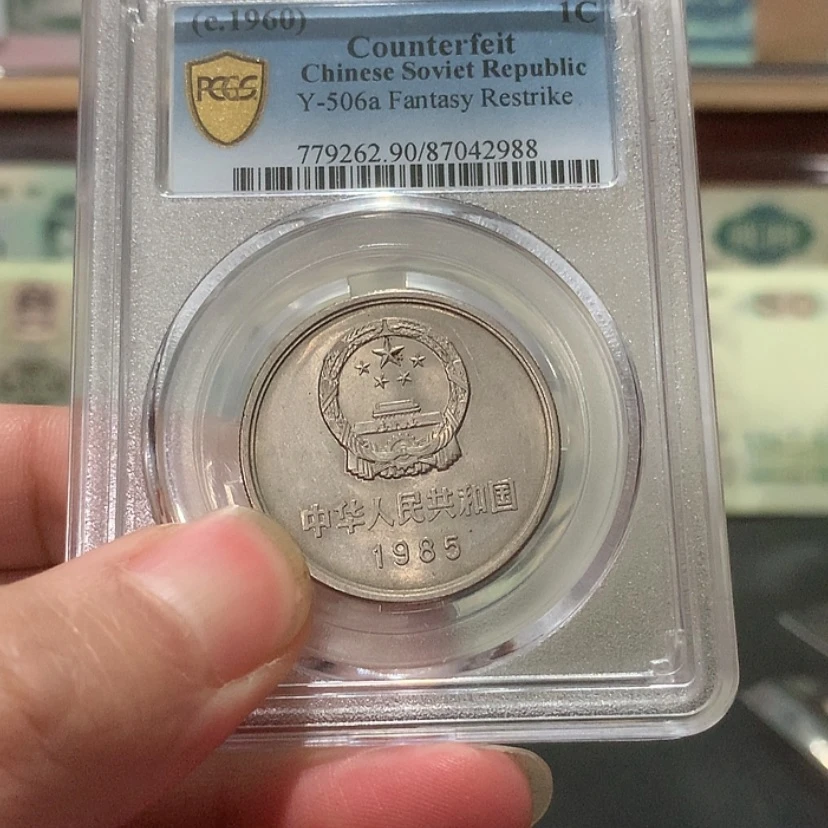 (c.1960) 1C
Counterfeit
Chinese Soviet Republic
PCGS
Y-506a Fantasy Restrike
779262.90/87042988
中华人民共和国
1985